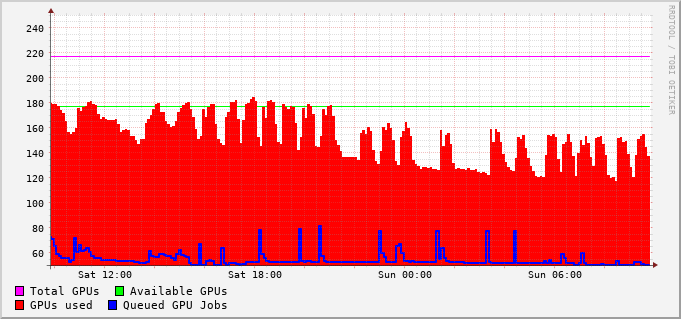 240
220
200
180
160
140
120
100
80
60
Sat 12:00 Sat 18:00 Sun 00:00 Sun 06:00
Total GPUs Available GPUs
GPUs used Queued GPU Jobs
RRDTOOL / TOBI OETIKER